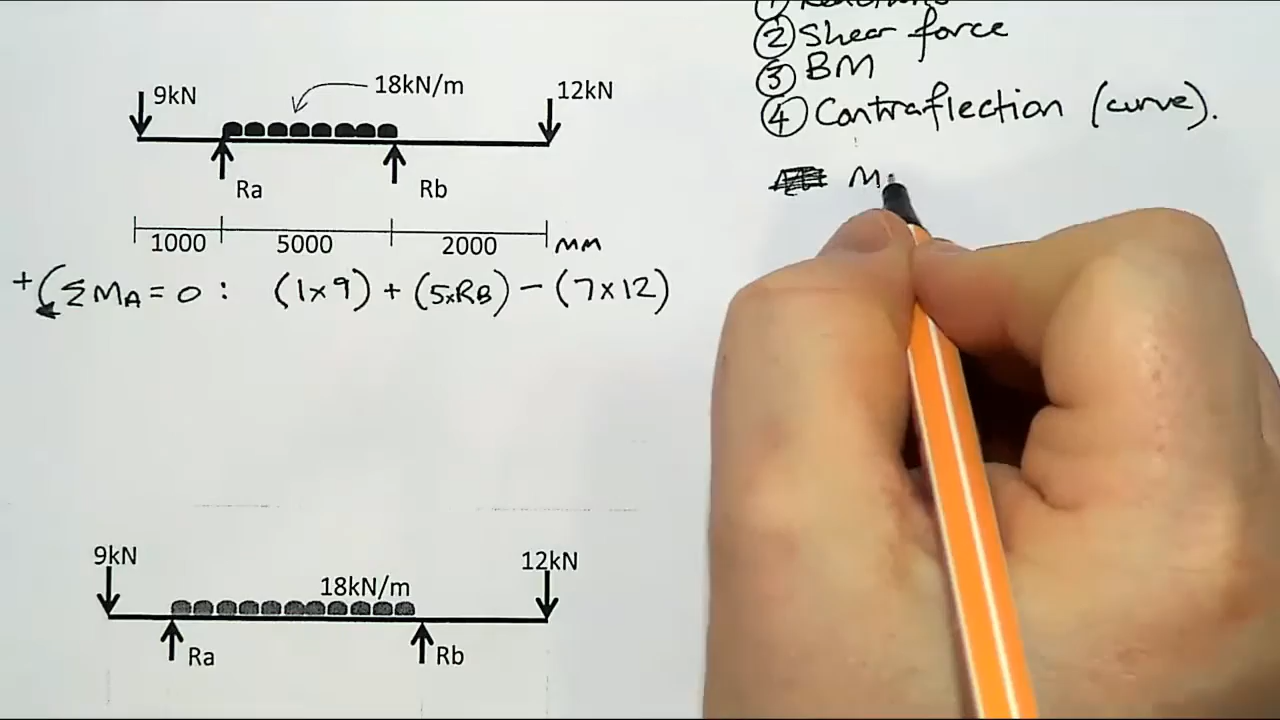 ② Shear force
③ BM
④ Contraflection (curve).
M
9kN
18kN/m
12kN
Ra
Rb
1000
5000
2000
MM
+ ΣMA = 0 : (1x9) + (5xRB) - (7x12)
9kN
18kN/m
12kN
Ra
Rb